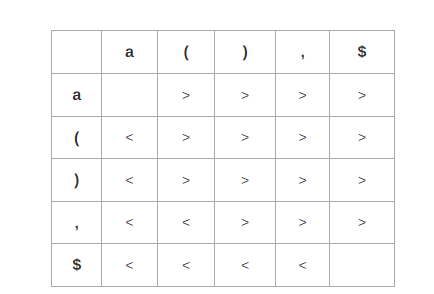 a ( ) , $
a > > > >
( < > > > >
) < > > > >
, < < > > >
$ < < < <